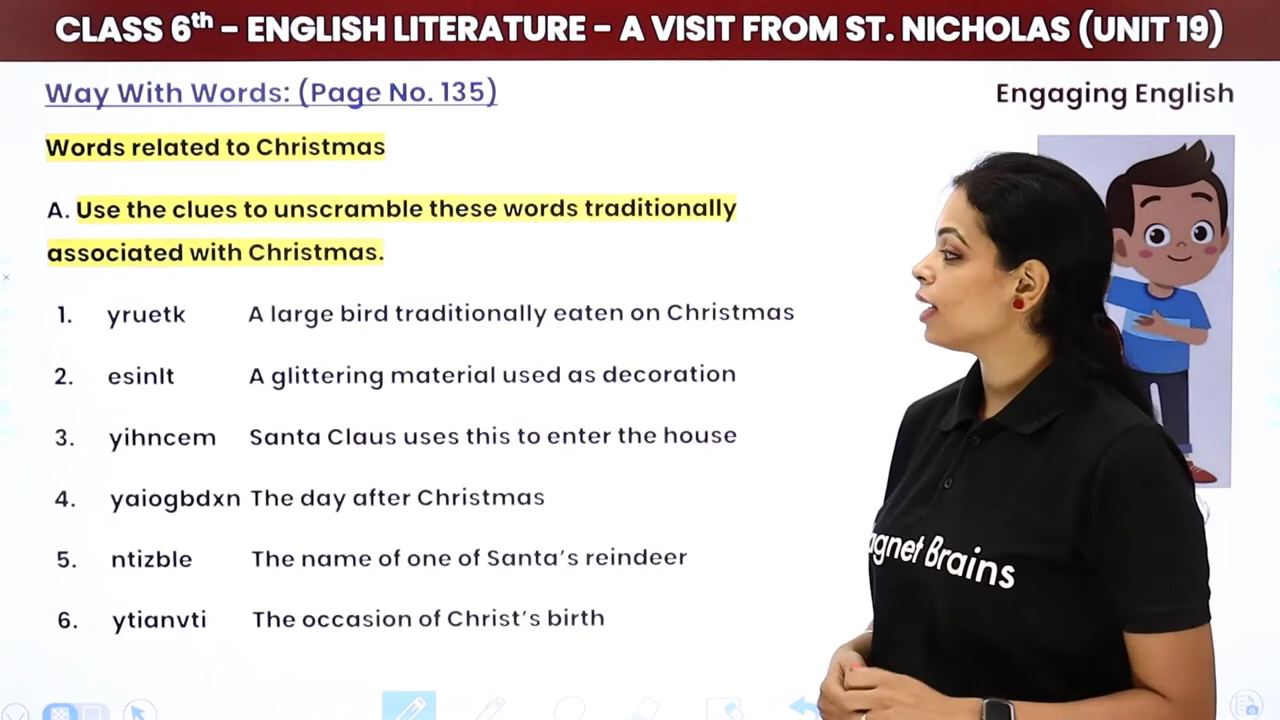 CLASS 6th – ENGLISH LITERATURE – A VISIT FROM ST. NICHOLAS (UNIT 19)
Way With Words: (Page No. 135)
Engaging English
Words related to Christmas
A. Use the clues to unscramble these words traditionally
associated with Christmas.
1. yruetk A large bird traditionally eaten on Christmas
2. esinlt A glittering material used as decoration
3. yihncem Santa Claus uses this to enter the house
4. yaiogbdxn The day after Christmas
5. ntizble The name of one of Santa's reindeer
6. ytianvti The occasion of Christ's birth
agnet Brains